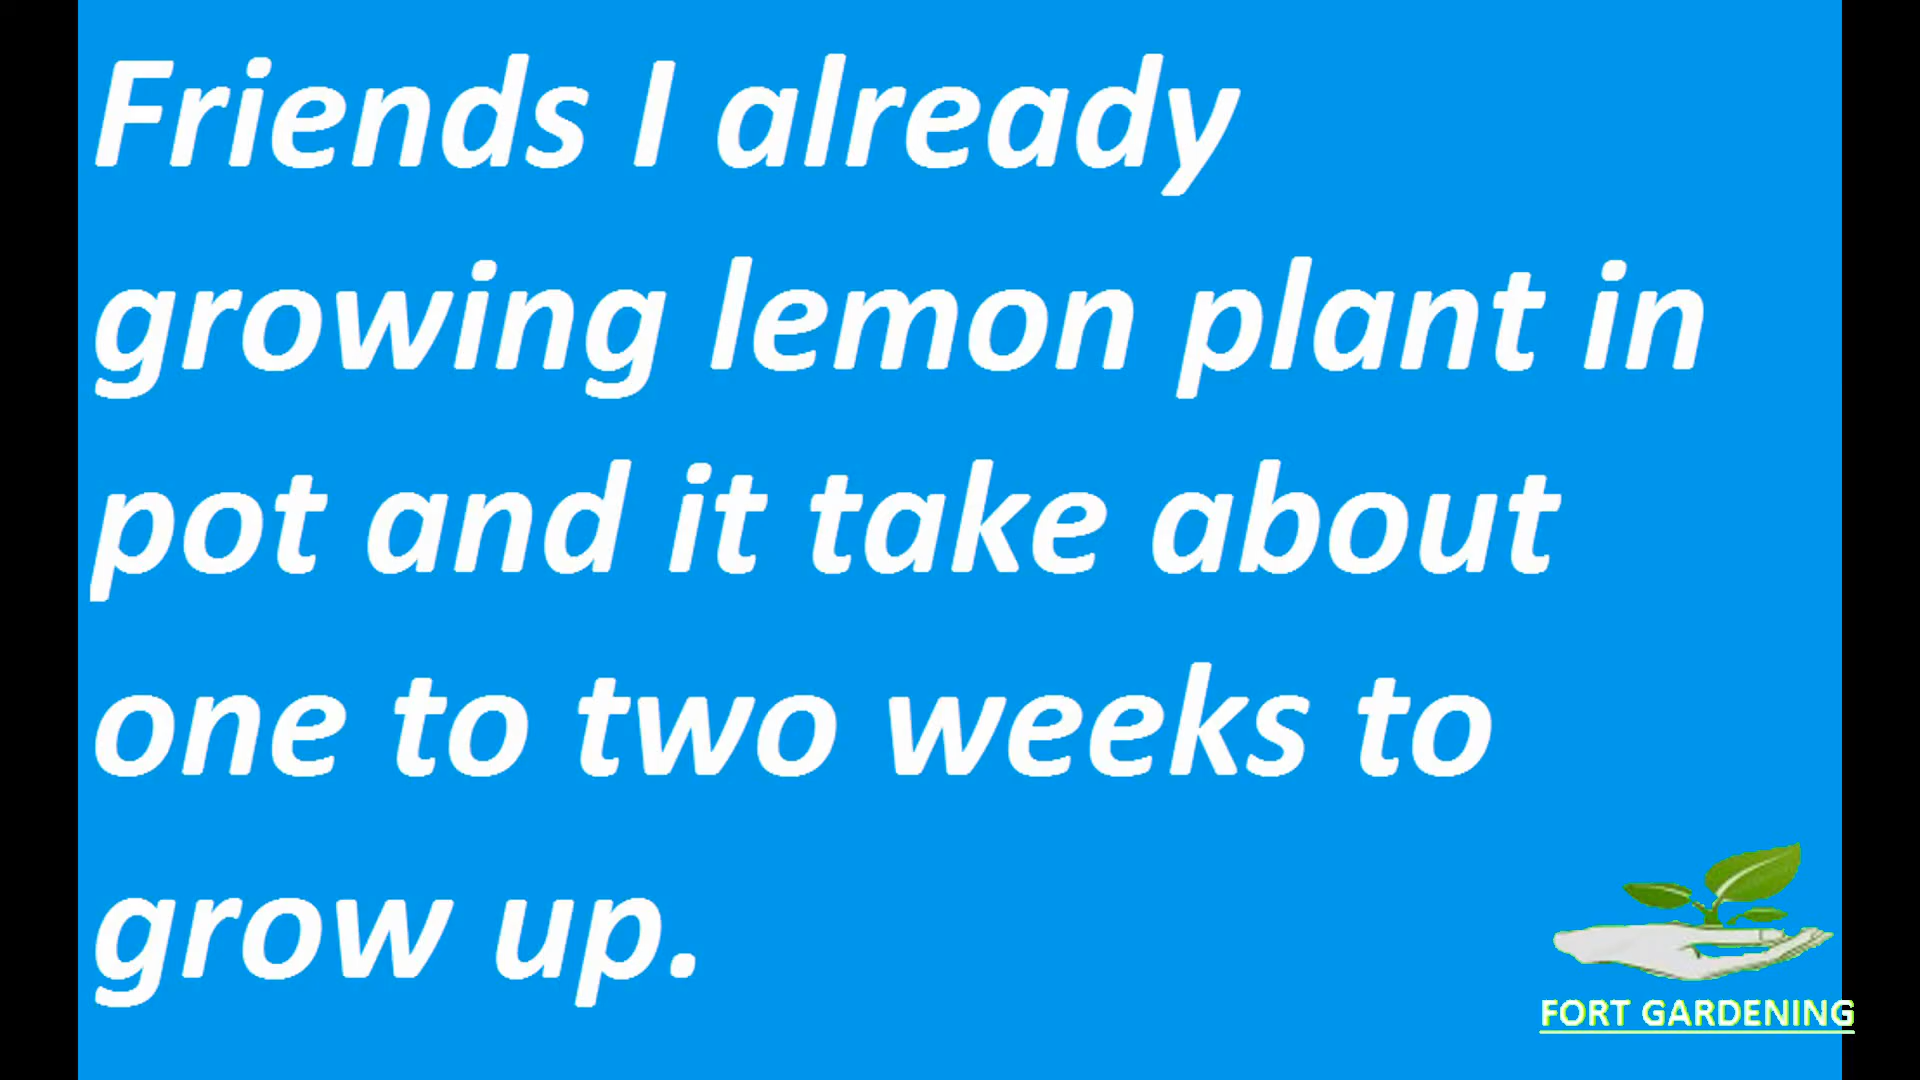 Friends I already
growing lemon plant in
pot and it take about
one to two weeks to
grow up.
FORT GARDENING